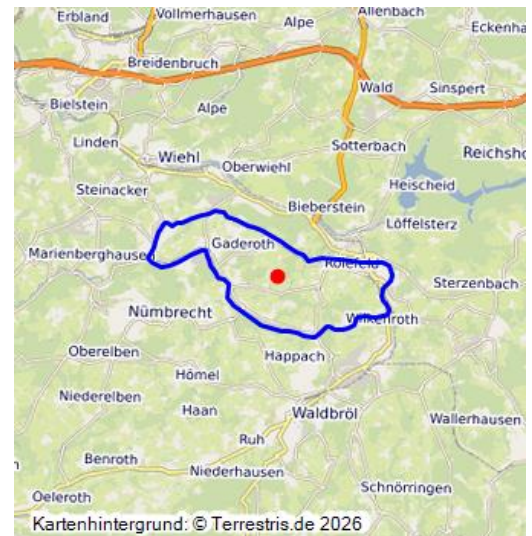 Erbland
Vollmerhausen
Alpe
Allenbach
Eckenha
Breidenbruch
Wald
Sinspert
Bielstein
Alpe
Linden
Wiehl
Oberwiehl
Sotterbach
Reichsho
Steinacker
Heischeid
Bieberstein
Löffelsterz
Marienberghausen
Gaderoth
Rölefeld
Sterzenbach
Nümbrecht
Wilkenroth
Oberelben
Happach
Hömel
Niederelben
Haan
Waldbröl
Wallerhausen
Ruh
Benroth
Niederhausen
Schnörringen
Oeleroth
Kartenhintergrund: © Terrestris.de 2026